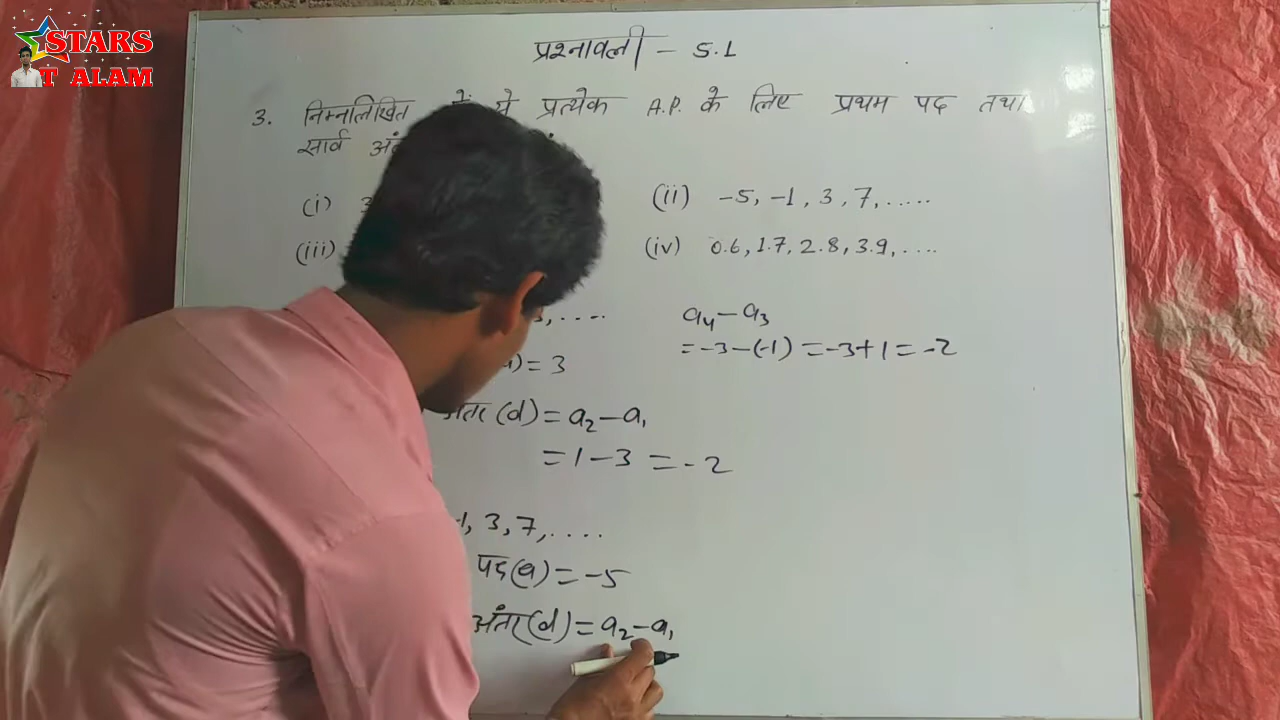 STARS
T ALAM
प्रश्नावली - 5.1
3. निम्नलिखित प्रत्येक A.P. के लिए प्रथम पद तथा
सार्व
(i) (ii) -5, -1, 3, 7, .....
(iii) (iv) 0.6, 1.7, 2.8, 3.9, ....
, .... a₄-a₃
=-3-(-1) =-3+1=-2
)= 3
अंतर (d) = a₂-a₁
= 1-3 = -2
1, 3, 7, ....
पद(a) = -5
अंतर(d) = a₂-a₁